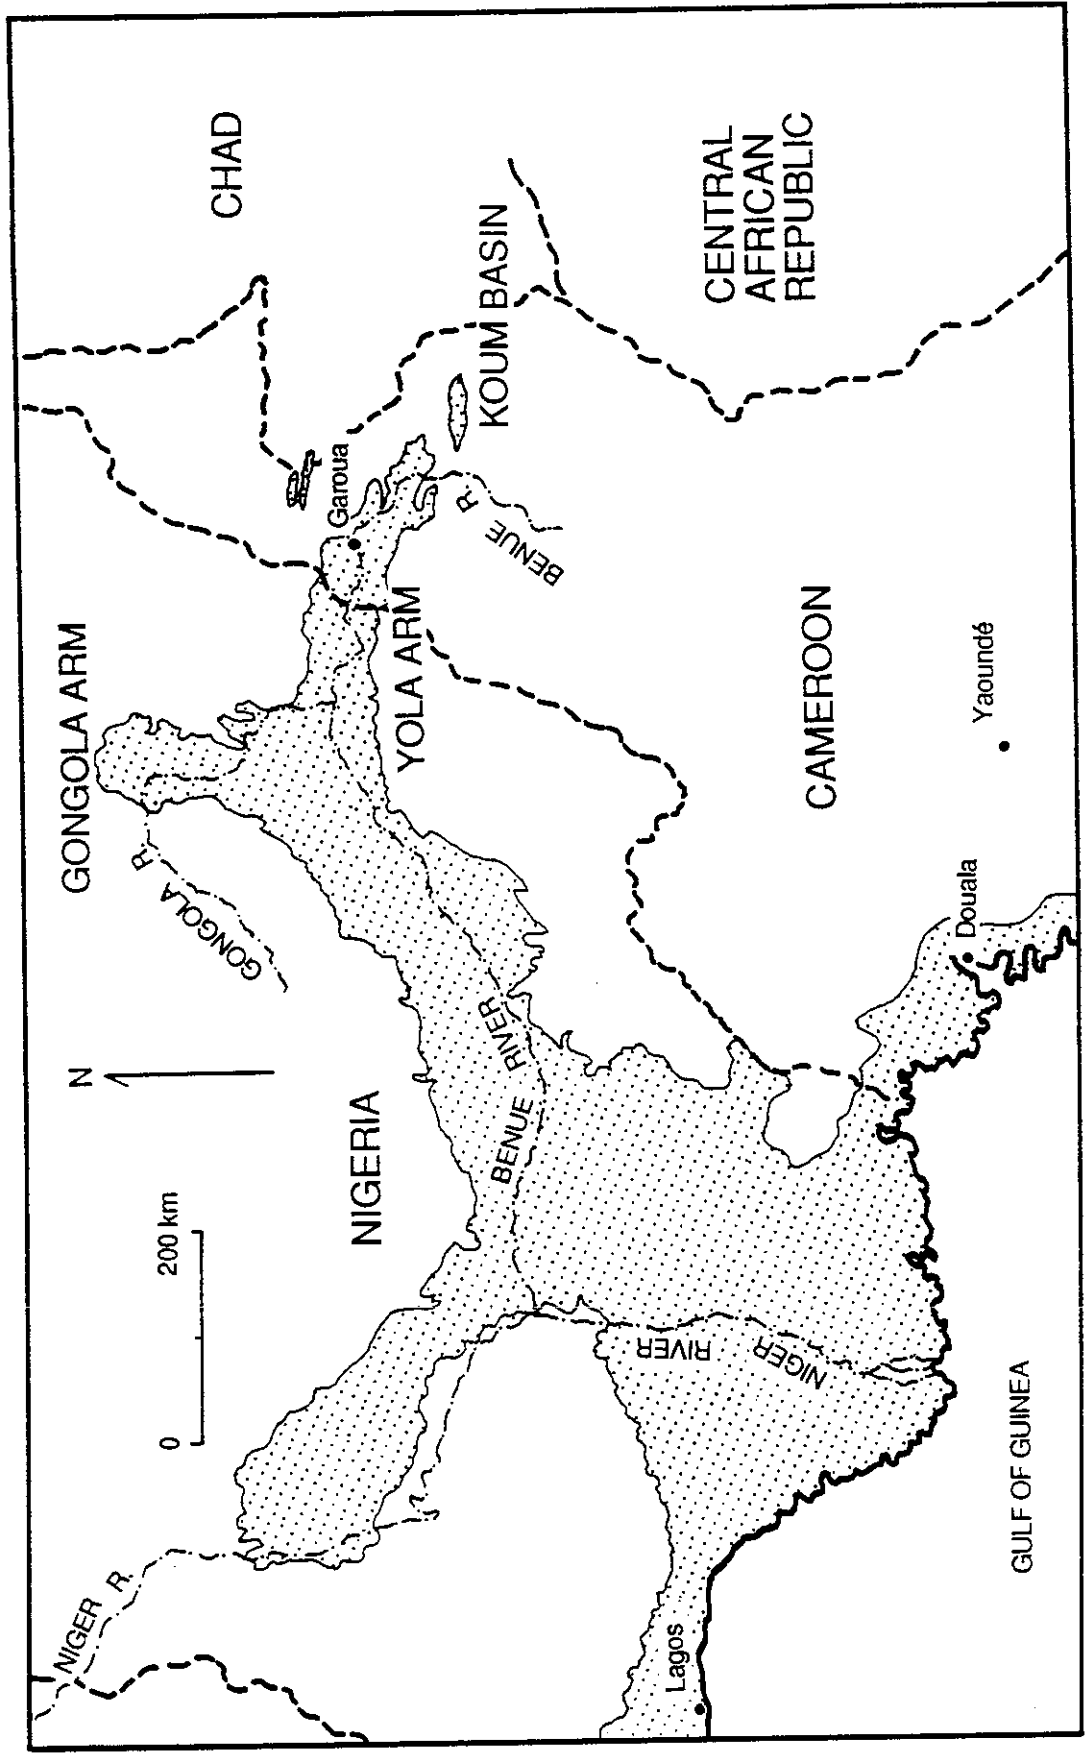 NIGER R.
0
200 km
N
GONGOLA R.
GONGOLA ARM
CHAD
NIGERIA
Garoua
YOLA ARM
KOUM BASIN
BENUE R.
BENUE RIVER
CENTRAL
AFRICAN
REPUBLIC
NIGER RIVER
CAMEROON
Lagos
Yaoundé
Douala
GULF OF GUINEA